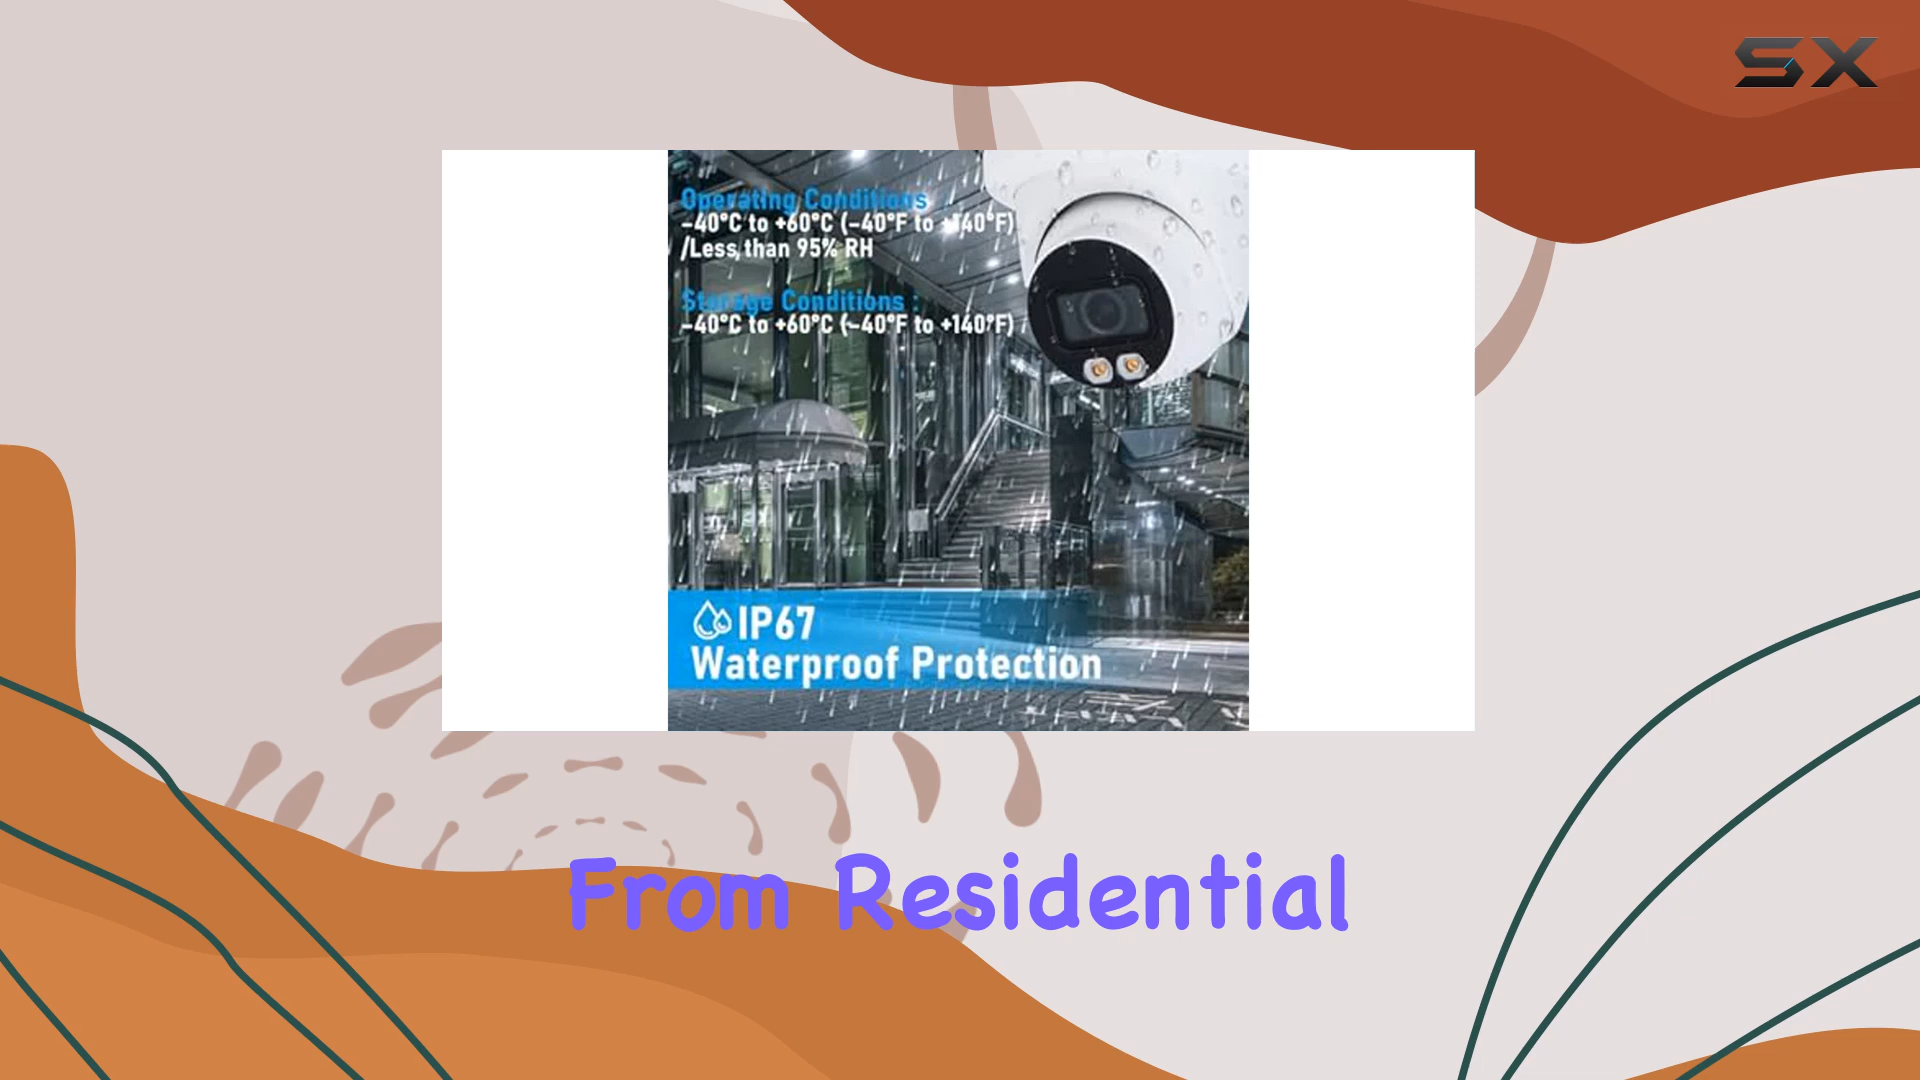 SX
Operating Conditions
-40°C to +60°C (-40°F to +140°F)
/Less than 95% RH
Storage Conditions :
-40°C to +60°C (-40°F to +140°F)
IP67
Waterproof Protection
From Residential